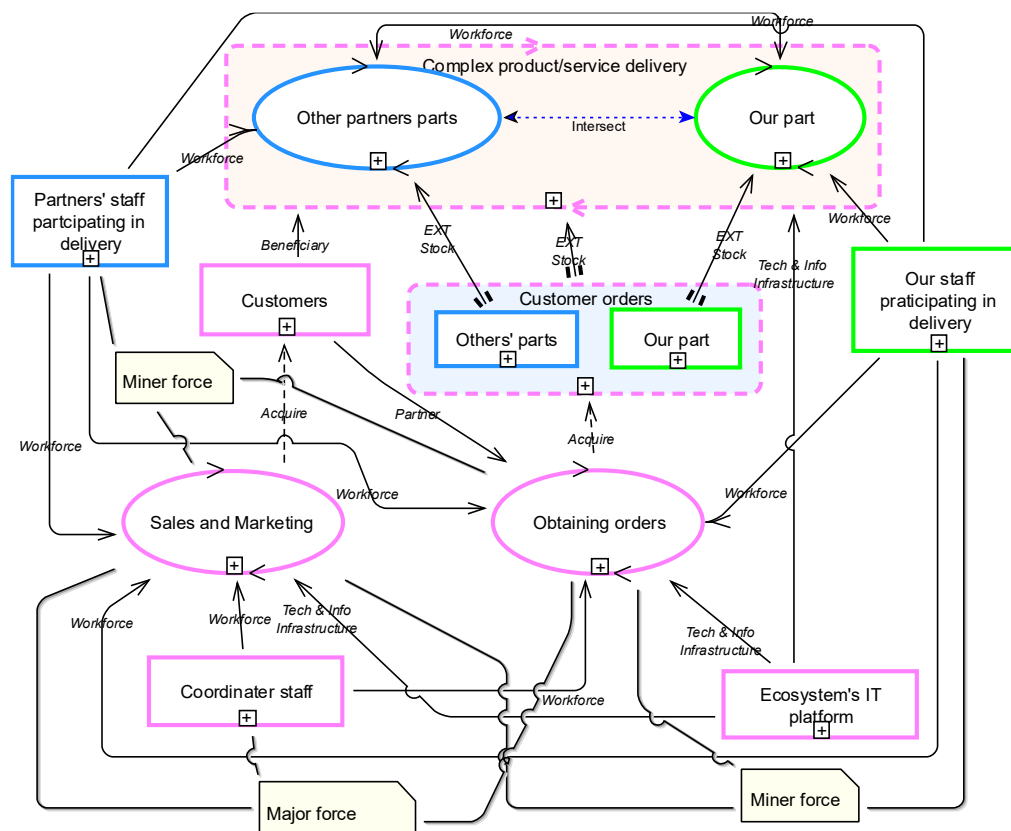 Workforce
Workforce
Complex product/service delivery
Other partners parts
Intersect
Our part
Workforce
Partners' staff
partcipating in
delivery
Workforce
Beneficiary
EXT
Stock
EXT
Stock
EXT
Stock
Tech & Info
Infrastructure
Our staff
praticipating in
delivery
Customers
Customer orders
Others' parts
Our part
Miner force
Acquire
Partner
Acquire
Workforce
Workforce
Workforce
Sales and Marketing
Obtaining orders
Workforce
Workforce
Tech & Info
Infrastructure
Tech & Info
Infrastructure
Coordinater staff
Workforce
Ecosystem's IT
platform
Major force
Miner force